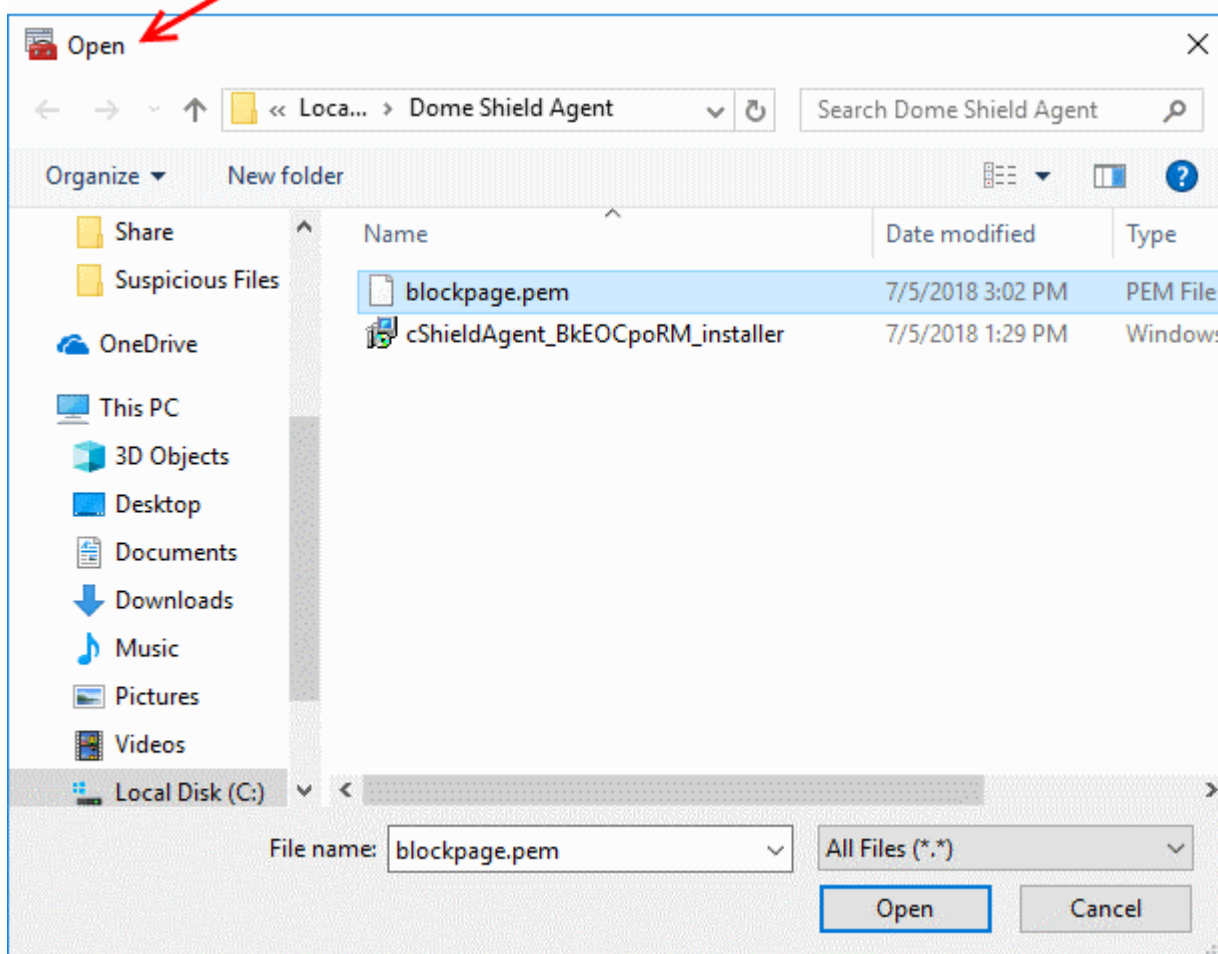 Open
« Loca... › Dome Shield Agent
Search Dome Shield Agent
Organize New folder
Name Date modified Type
Share
Suspicious Files
blockpage.pem 7/5/2018 3:02 PM PEM File
cShieldAgent_BkEOCpoRM_installer 7/5/2018 1:29 PM Windows
OneDrive
This PC
3D Objects
Desktop
Documents
Downloads
Music
Pictures
Videos
Local Disk (C:)
File name: blockpage.pem All Files (*.*)
Open Cancel